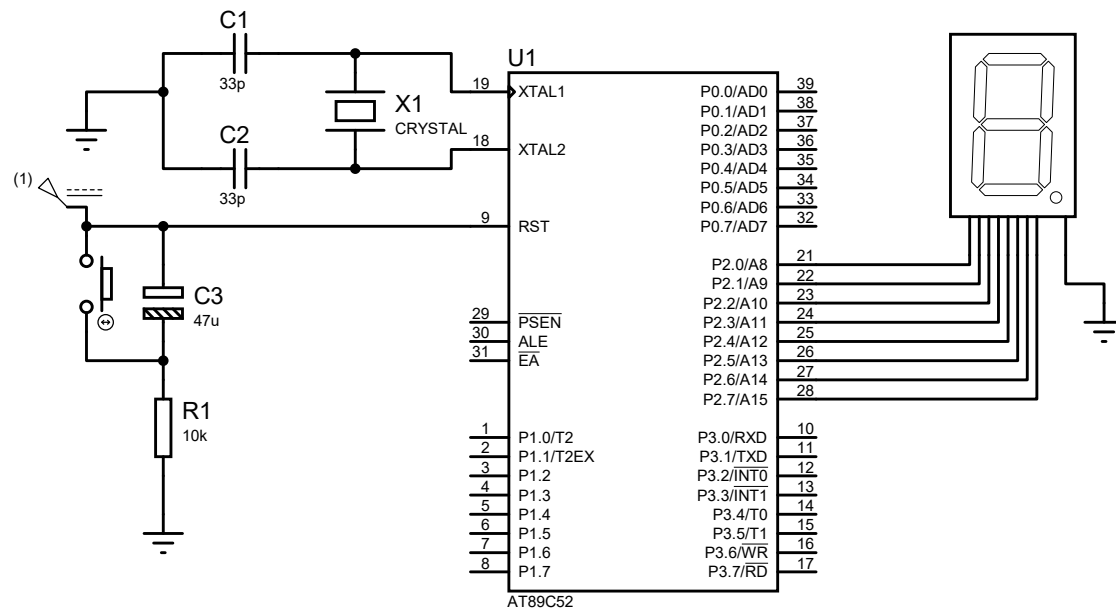 C1
33p
X1
CRYSTAL
C2
33p
(1)
C3
47u
R1
10k
U1
19 XTAL1
18 XTAL2
9 RST
29 PSEN
30 ALE
31 EA
1 P1.0/T2
2 P1.1/T2EX
3 P1.2
4 P1.3
5 P1.4
6 P1.5
7 P1.6
8 P1.7
P0.0/AD0 39
P0.1/AD1 38
P0.2/AD2 37
P0.3/AD3 36
P0.4/AD4 35
P0.5/AD5 34
P0.6/AD6 33
P0.7/AD7 32
P2.0/A8 21
P2.1/A9 22
P2.2/A10 23
P2.3/A11 24
P2.4/A12 25
P2.5/A13 26
P2.6/A14 27
P2.7/A15 28
P3.0/RXD 10
P3.1/TXD 11
P3.2/INT0 12
P3.3/INT1 13
P3.4/T0 14
P3.5/T1 15
P3.6/WR 16
P3.7/RD 17
AT89C52